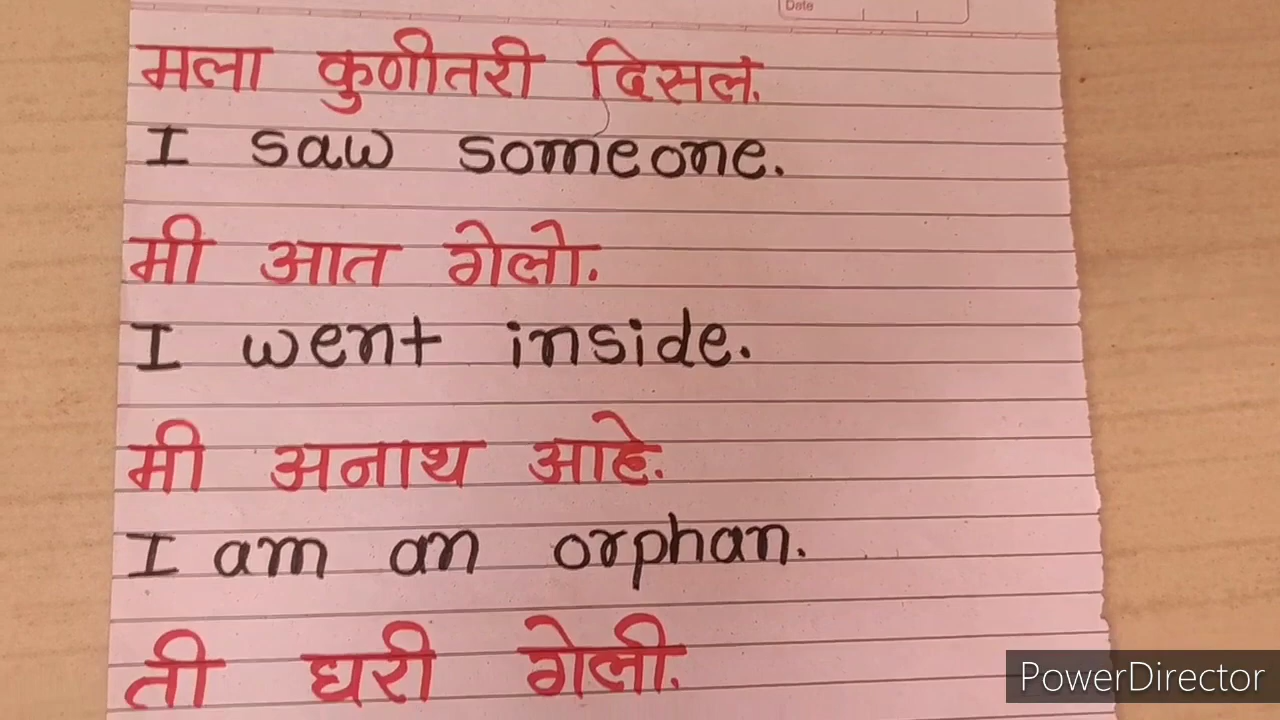 Date
मला कुणीतरी दिसलं.
I saw someone.
मी आत गेलो.
I went inside.
मी अनाथ आहे.
I am an orphan.
ती घरी गेली.
PowerDirector